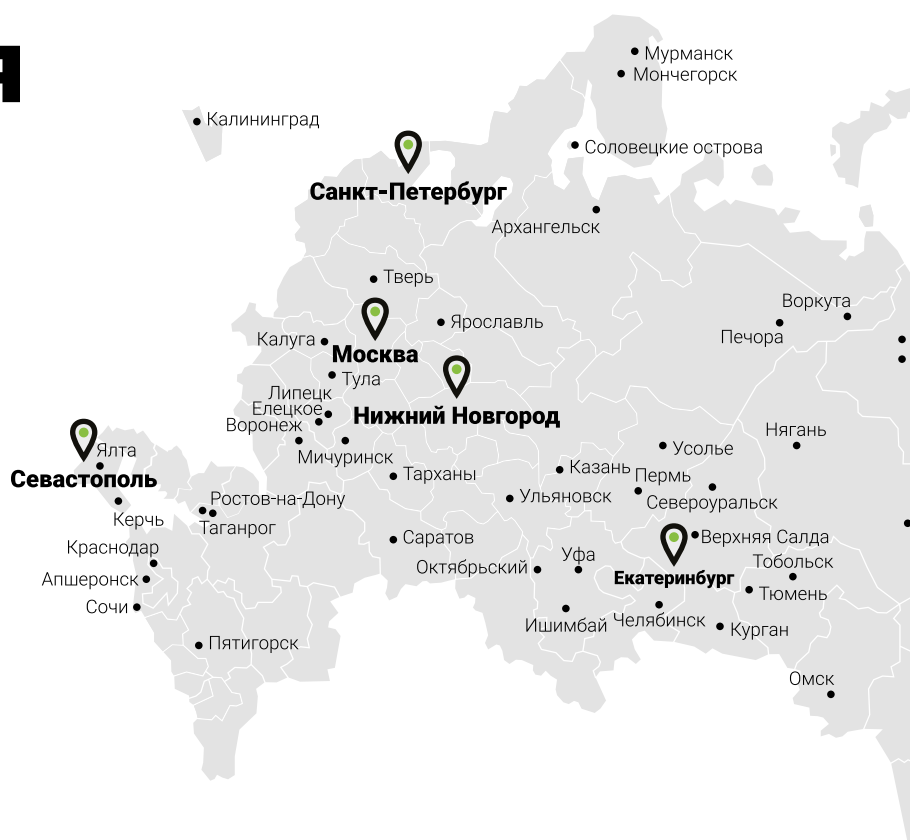 Я
Мурманск
Мончегорск
Калининград
Соловецкие острова
Санкт-Петербург
Архангельск
Тверь
Воркута
Ярославль
Печора
Калуга
Москва
Тула
Липецк
Елецкое
Нижний Новгород
Воронеж
Нягань
Усолье
Ялта
Мичуринск
Казань
Тарханы
Пермь
Севастополь
Ростов-на-Дону
Ульяновск
Североуральск
Керчь
Таганрог
Саратов
Верхняя Салда
Краснодар
Уфа
Тобольск
Октябрьский
Екатеринбург
Апшеронск
Тюмень
Сочи
Ишимбай
Челябинск
Курган
Пятигорск
Омск